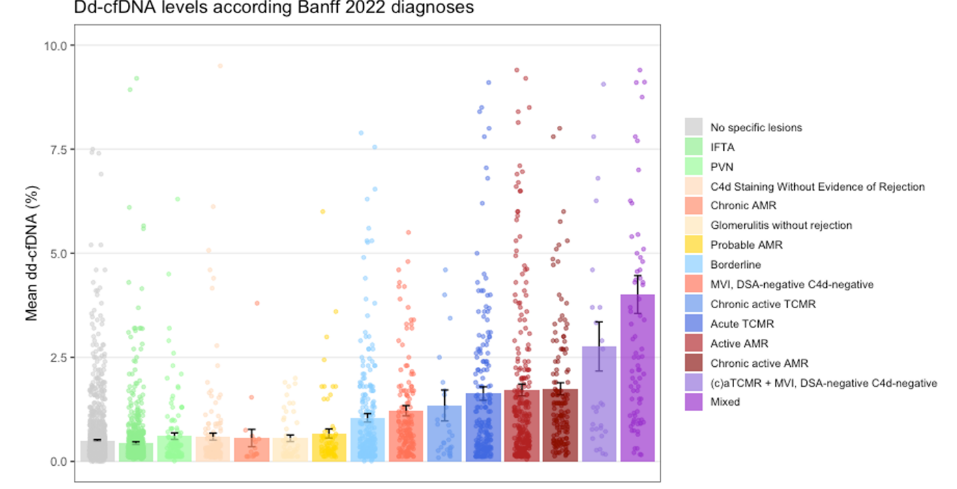 Dd-cfDNA levels according Banff 2022 diagnoses
10.0
7.5
5.0
2.5
0.0
Mean dd-cfDNA (%)
No specific lesions
IFTA
PVN
C4d Staining Without Evidence of Rejection
Chronic AMR
Glomerulitis without rejection
Probable AMR
Borderline
MVI, DSA-negative C4d-negative
Chronic active TCMR
Acute TCMR
Active AMR
Chronic active AMR
(c)aTCMR + MVI, DSA-negative C4d-negative
Mixed